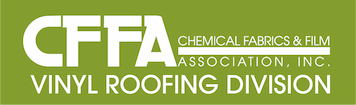 CFFA
CHEMICAL FABRICS & FILM
ASSOCIATION, INC.
VINYL ROOFING DIVISION